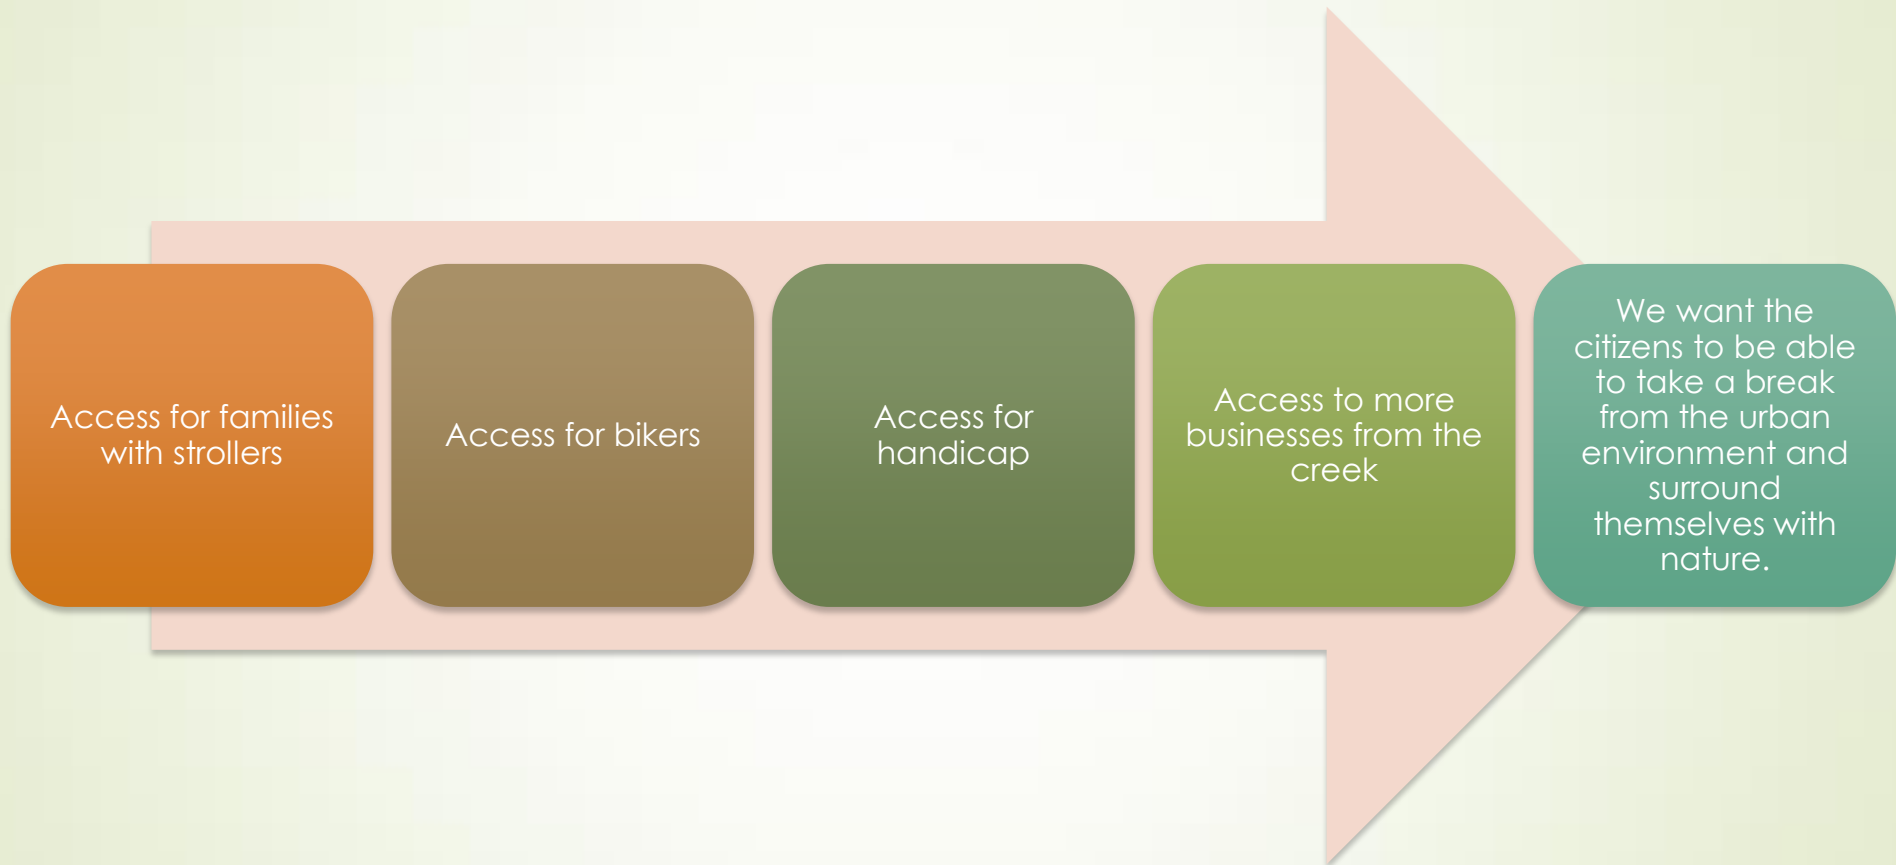 Access for families
with strollers
Access for bikers
Access for
handicap
Access to more
businesses from the
creek
We want the
citizens to be able
to take a break
from the urban
environment and
surround
themselves with
nature.